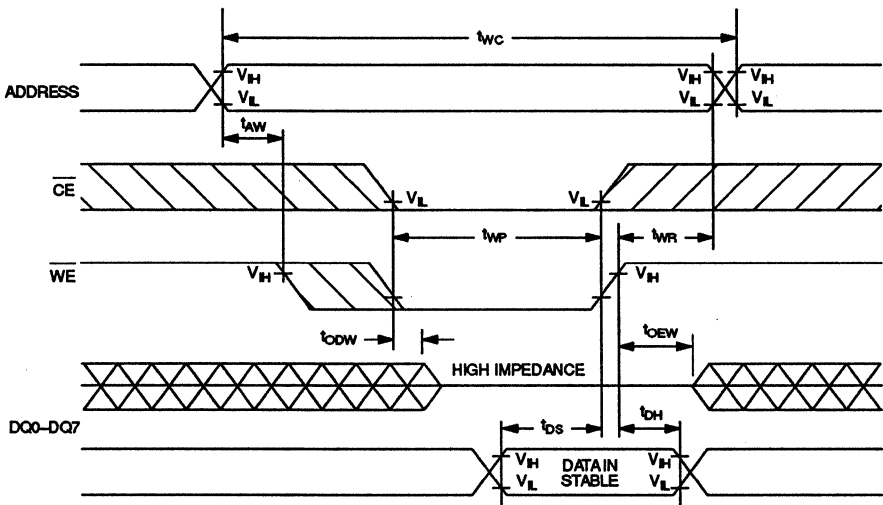 tWC
ADDRESS
VIH
VIL
VIH
VIL
VIH
VIL
tAW
CE
VIL
VIL
tWP
tWR
WE
VIH
VIH
tODW
tOEW
HIGH IMPEDANCE
DQ0–DQ7
tDS
tDH
VIH
VIL
DATA IN
STABLE
VIH
VIL